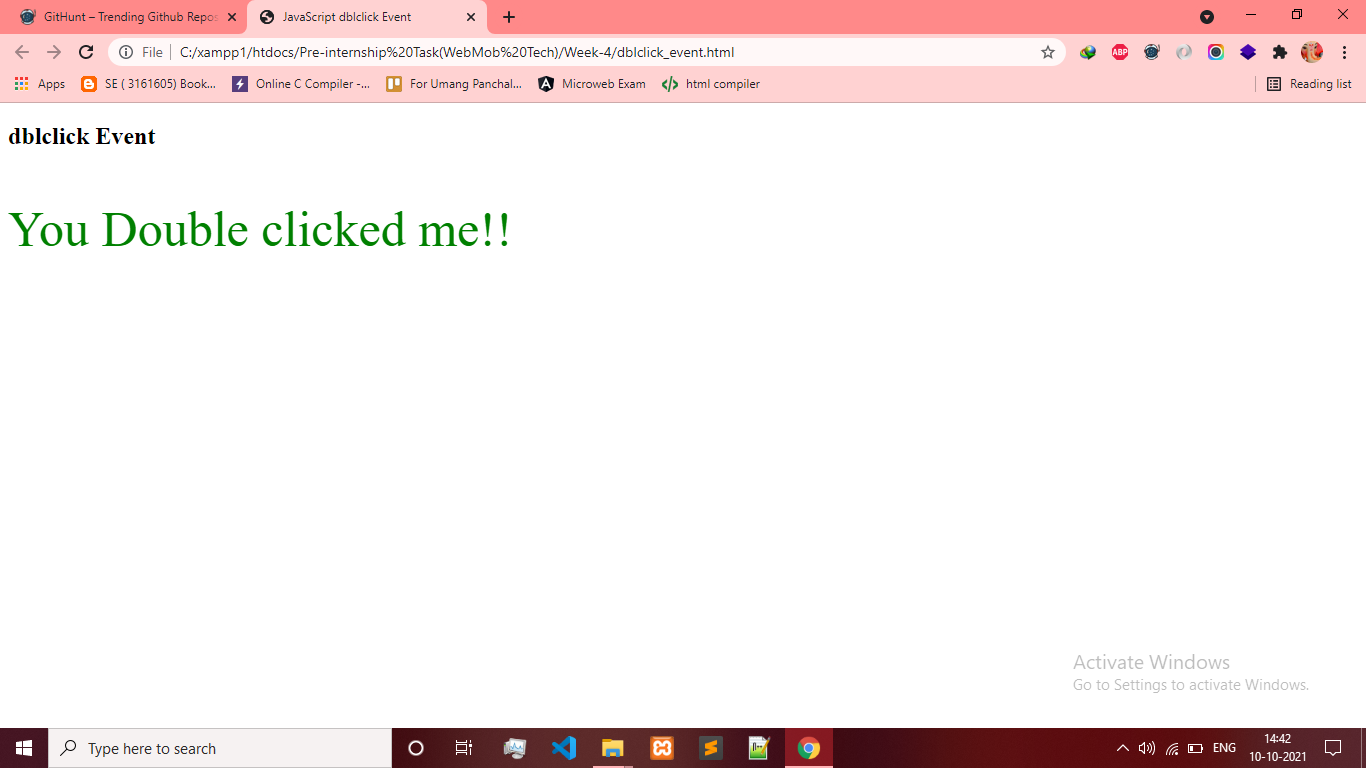 GitHunt – Trending Github Repos
JavaScript dblclick Event
File
C:/xampp1/htdocs/Pre-internship%20Task(WebMob%20Tech)/Week-4/dblclick_event.html
ABP
Apps
SE ( 3161605) Book...
Online C Compiler -...
For Umang Panchal...
Microweb Exam
html compiler
Reading list
dblclick Event
You Double clicked me!!
Activate Windows
Go to Settings to activate Windows.
Type here to search
ENG
14:42
10-10-2021